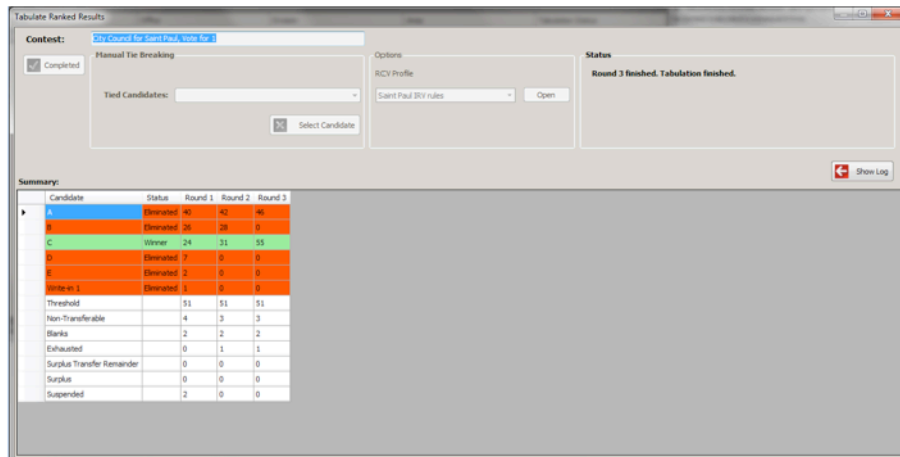 Tabulate Ranked Results
Contest: City Council for Saint Paul, Vote for 1
Completed
Manual Tie Breaking
Tied Candidates:
Select Candidate
Options
RCV Profile
Saint Paul IRV rules
Open
Status
Round 3 finished. Tabulation finished.
Show Log
Summary:
Candidate Status Round 1 Round 2 Round 3
A Eliminated 40 42 46
B Eliminated 26 28 0
C Winner 24 31 55
D Eliminated 7 0 0
E Eliminated 2 0 0
Write-in 1 Eliminated 1 0 0
Threshold 51 51 51
Non-Transferable 4 3 3
Blanks 2 2 2
Exhausted 0 1 1
Surplus Transfer Remainder 0 0 0
Surplus 0 0 0
Suspended 2 0 0